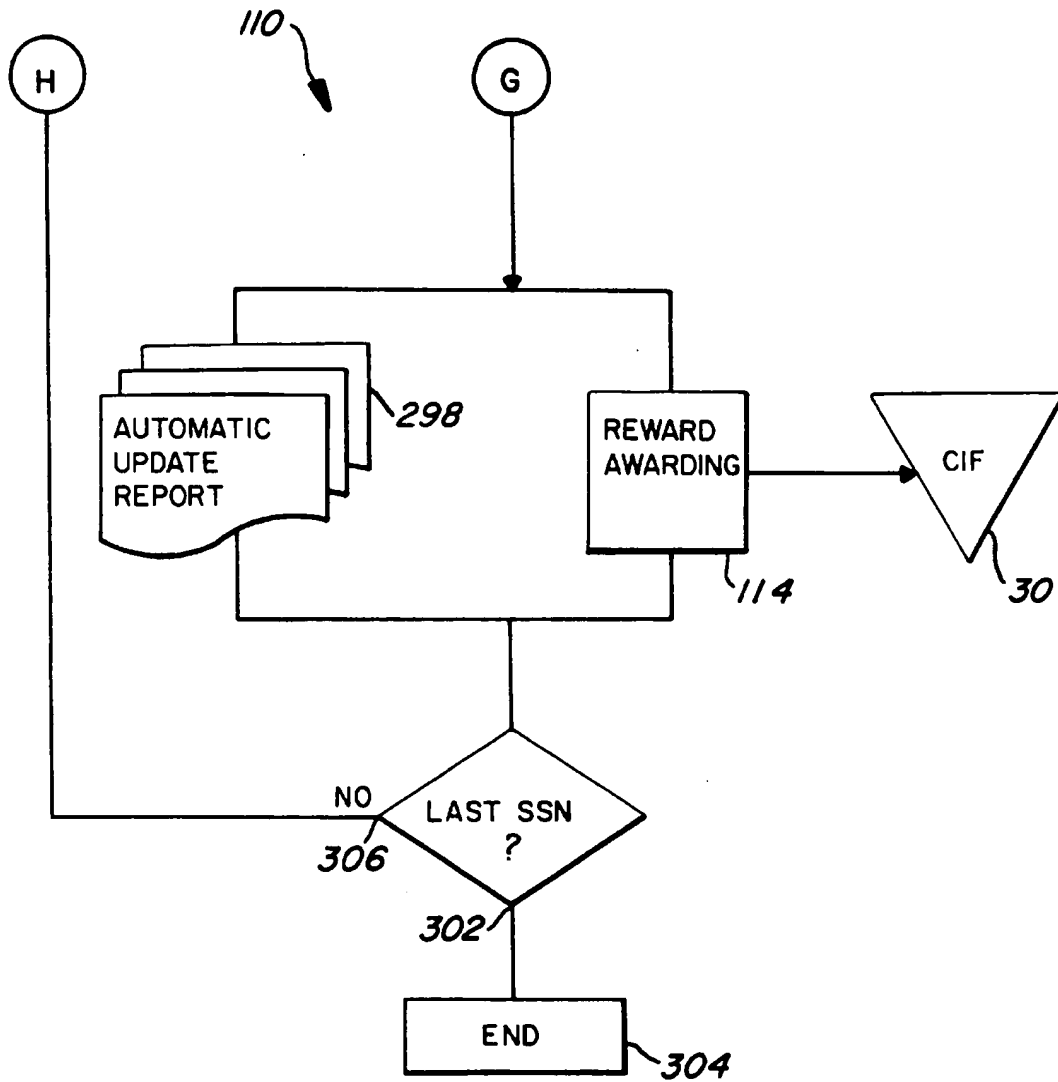 110
H
G
AUTOMATIC
UPDATE
REPORT
298
REWARD
AWARDING
114
CIF
30
NO
306
LAST SSN
?
302
END
304